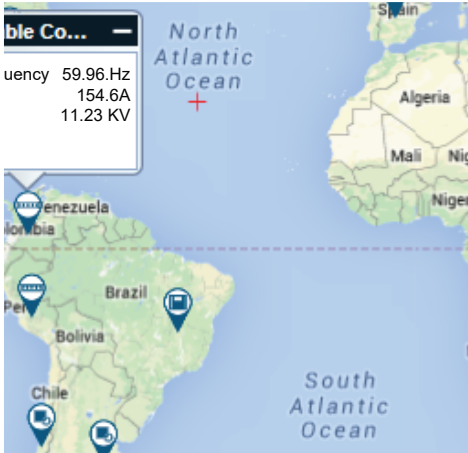 ble Co...
uency 59.96.Hz
154.6A
11.23 KV
North
Atlantic
Ocean
Spain
Algeria
Mali Nig
Niger
enezuela
lombia
Brazil
Per
Bolivia
Chile
South
Atlantic
Ocean